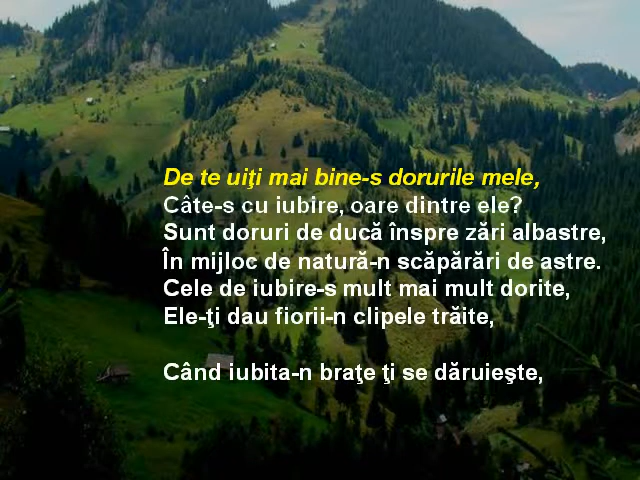 De te uiţi mai bine-s dorurile mele,
Câte-s cu iubire, oare dintre ele?
Sunt doruri de ducă înspre zări albastre,
În mijloc de natură-n scăpărări de astre.
Cele de iubire-s mult mai mult dorite,
Ele-ţi dau fiorii-n clipele trăite,
Când iubita-n braţe ţi se dăruieşte,